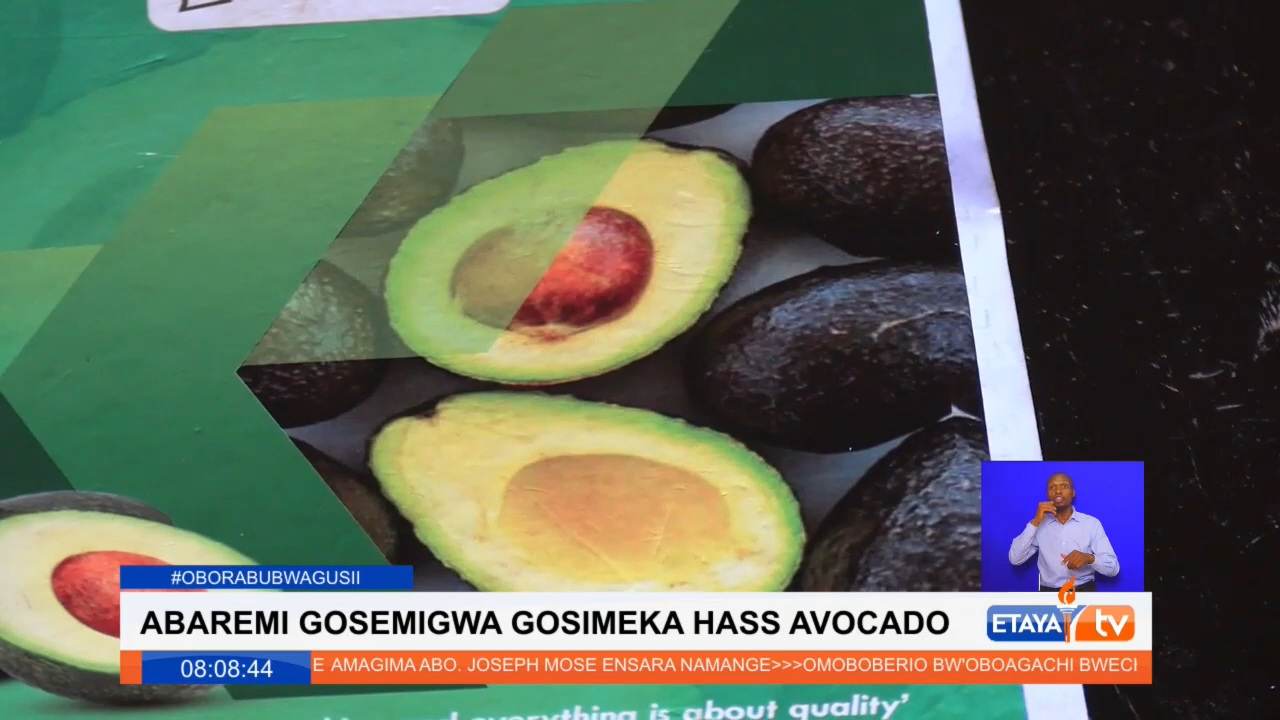 #OBORABUBWAGUSII
ABAREMI GOSEMIGWA GOSIMEKA HASS AVOCADO
ETAYA tv
08:08:44
E AMAGIMA ABO. JOSEPH MOSE ENSARA NAMANGE>>>OMOBOBERIO BW'OBOAGACHI
everything is about quality’